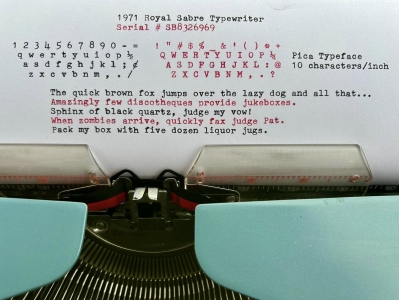 1971 Royal Sabre Typewriter
Serial # SB8326969
1 2 3 4 5 6 7 8 9 0 - = ! " # $ % _ & ' ( ) * +
q w e r t y u i o p ½ Q W E R T Y U I O P ¼ Pica Typeface
a s d f g h j k l ; ¢ A S D F G H J K L : @ 10 characters/inch
z x c v b n m , . / Z X C V B N M , . ?
The quick brown fox jumps over the lazy dog and all that...
Amazingly few discotheques provide jukeboxes.
Sphinx of black quartz, judge my vow!
When zombies arrive, quickly fax judge Pat.
Pack my box with five dozen liquor jugs.